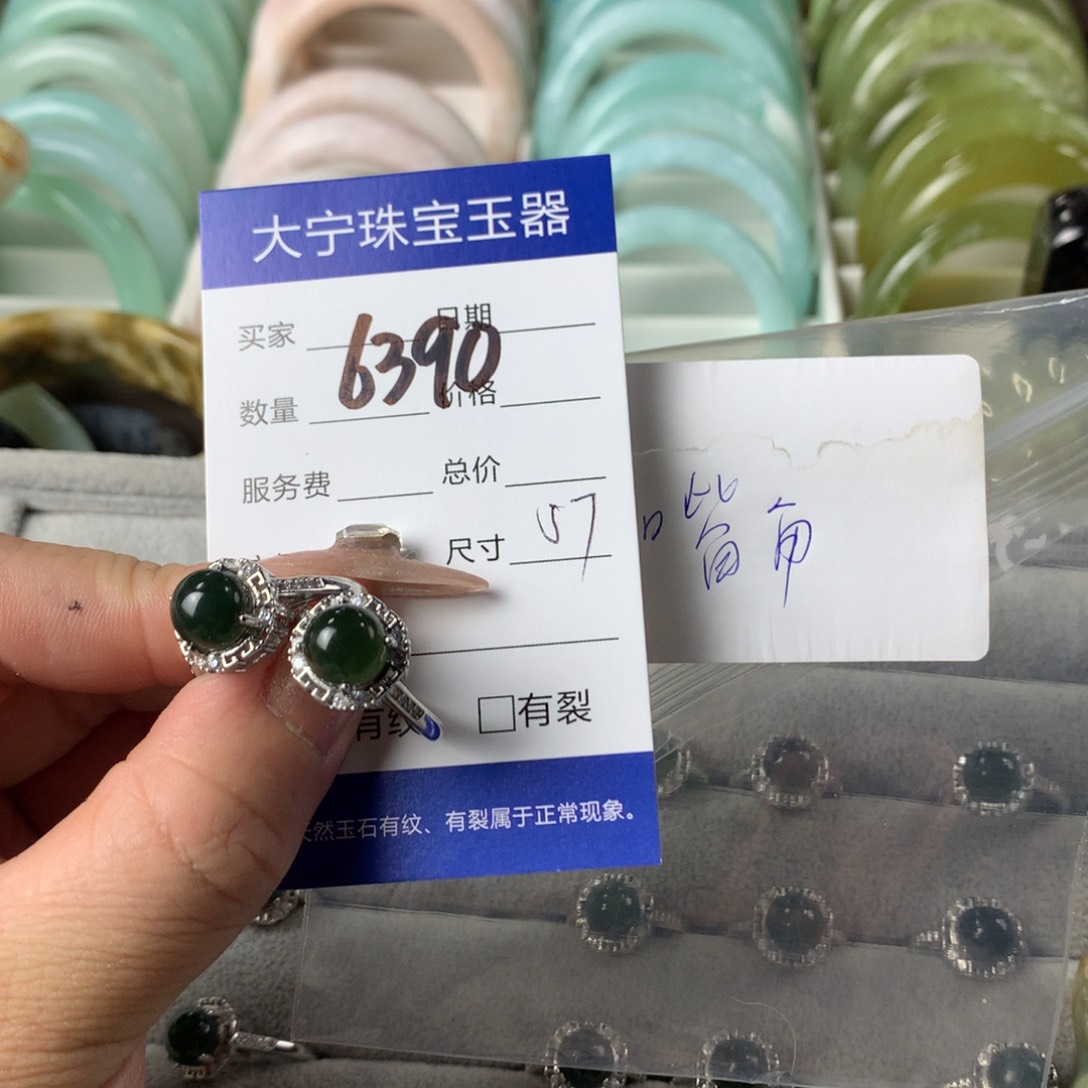 大宁珠宝玉器
买家 日期
6390
数量 价格
服务费 总价
尺寸 57
有纹 有裂
天然玉石有纹、有裂属于正常现象。